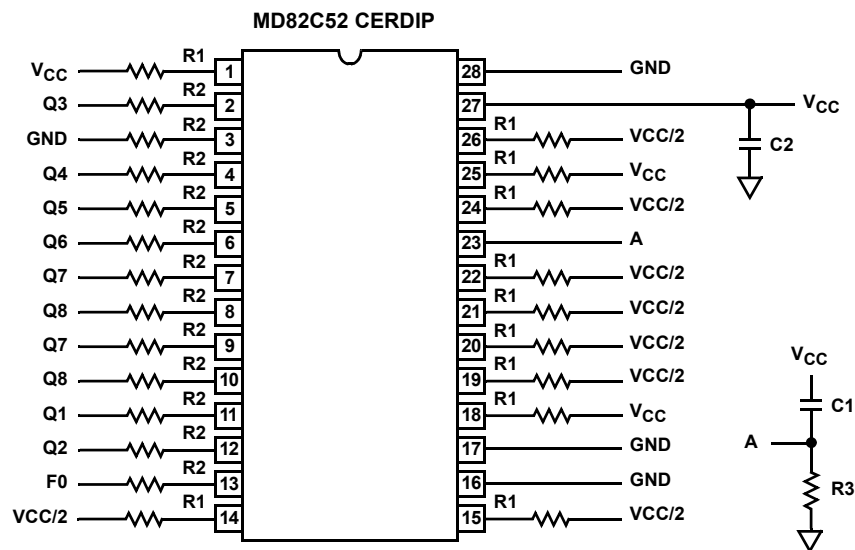 MD82C52 CERDIP
VCC R1 1 28 GND
Q3 R2 2 27 VCC
GND R2 3 26 R1 VCC/2
C2
Q4 R2 4 25 R1 VCC
Q5 R2 5 24 R1 VCC/2
Q6 R2 6 23 A
Q7 R2 7 22 R1 VCC/2
Q8 R2 8 21 R1 VCC/2
Q7 R2 9 20 R1 VCC/2
Q8 R2 10 19 R1 VCC/2
Q1 R2 11 18 R1 VCC
Q2 R2 12 17 GND
F0 R2 13 16 GND
VCC/2 R1 14 15 R1 VCC/2
VCC
C1
A
R3